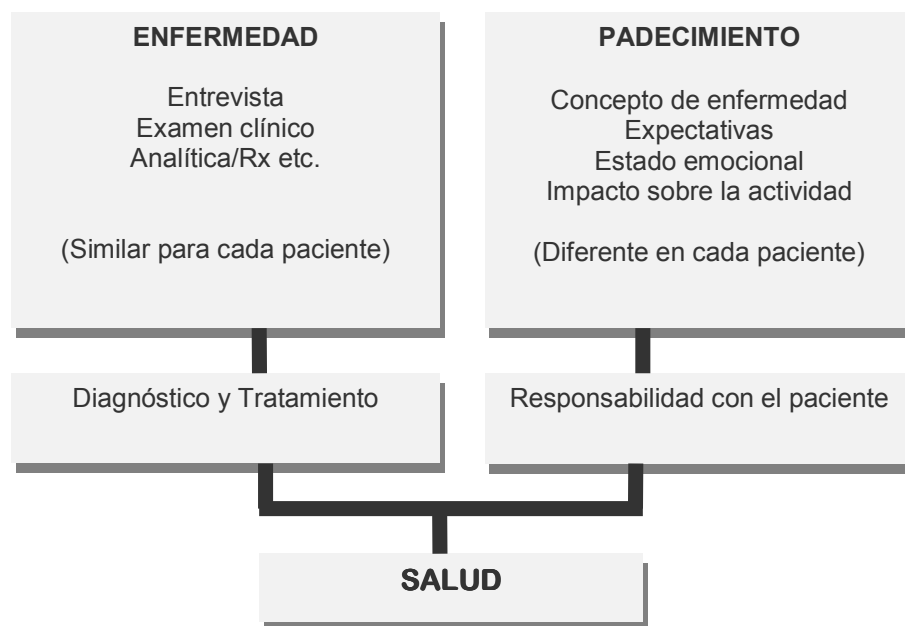 ENFERMEDAD
Entrevista
Examen clínico
Analítica/Rx etc.
(Similar para cada paciente)
PADECIMIENTO
Concepto de enfermedad
Expectativas
Estado emocional
Impacto sobre la actividad
(Diferente en cada paciente)
Diagnóstico y Tratamiento
Responsabilidad con el paciente
SALUD